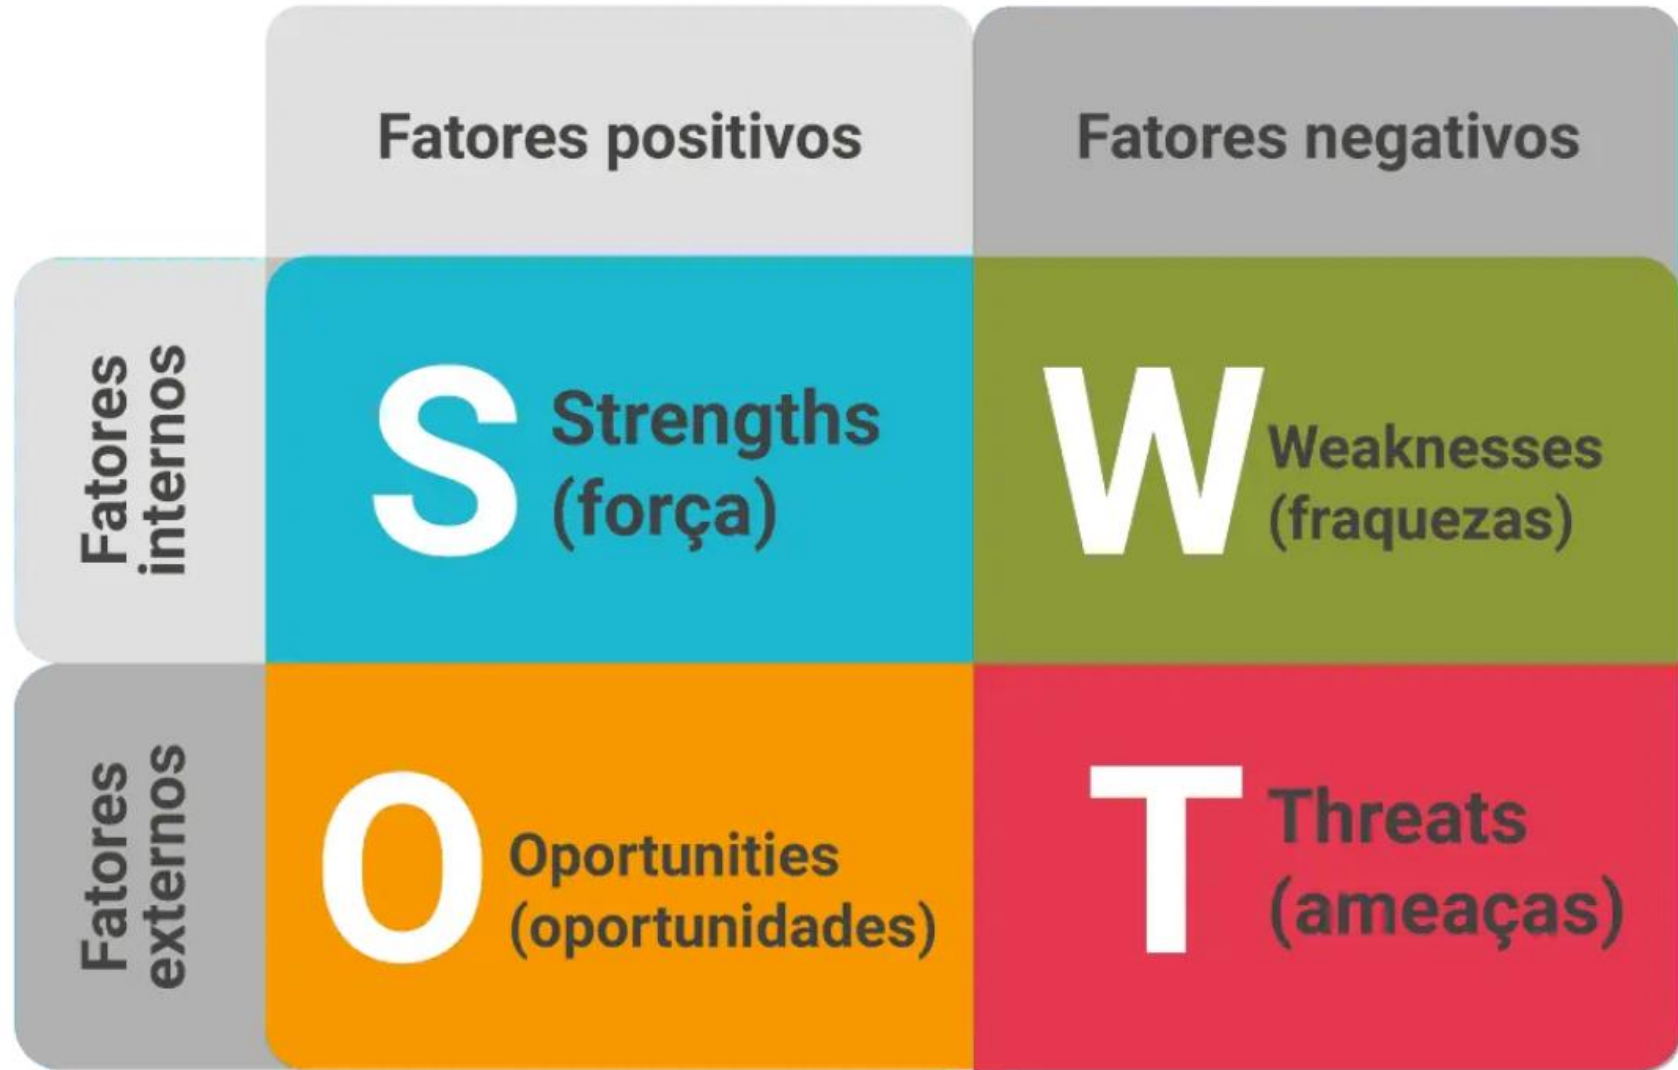 Fatores positivos
Fatores negativos
Fatores
internos
S
Strengths
(força)
W
Weaknesses
(fraquezas)
Fatores
externos
O
Oportunities
(oportunidades)
T
Threats
(ameaças)